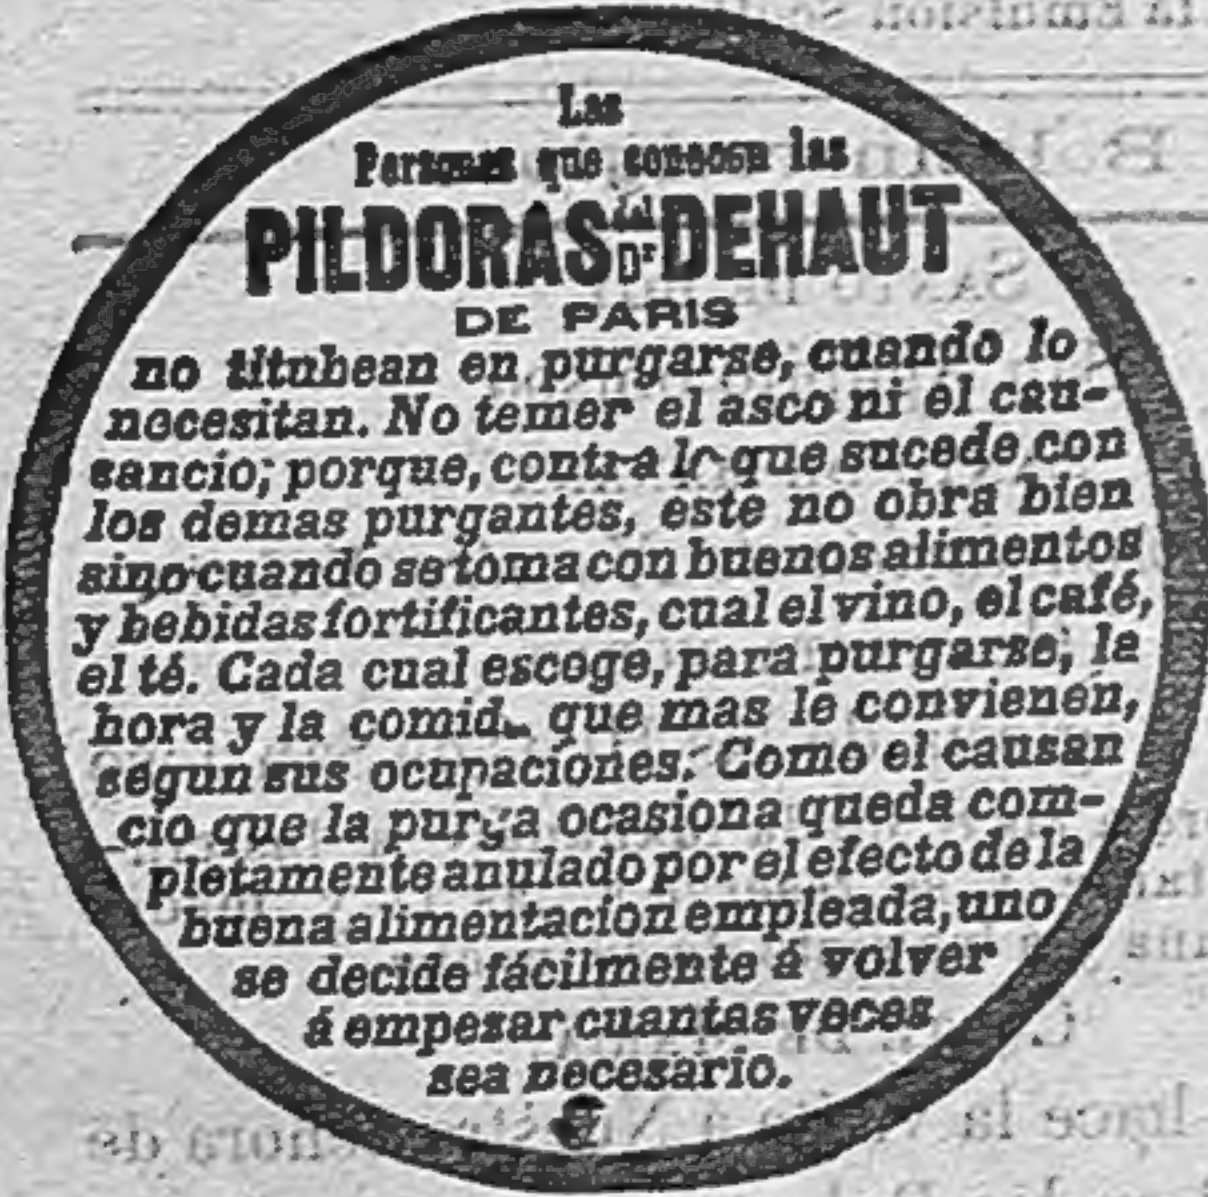 Las
Personas que conocen las
PILDORAS del Dr DEHAUT
DE PARIS
no titubean en purgarse, cuando lo
necesitan. No temen el asco ni el cau-
sancio; porque, contra lo que sucede con
los demas purgantes, este no obra bien
sino cuando se toma con buenos alimentos
y bebidas fortificantes, cual el vino, el café,
el té. Cada cual escoge, para purgarse, la
hora y la comida que mas le convienen,
segun sus ocupaciones. Como el causan
cio que la purga ocasiona queda com-
pletamente anulado por el efecto de la
buena alimentacion empleada, uno
se decide fácilmente á volver
á empezar cuantas veces
sea necesario.
hora de